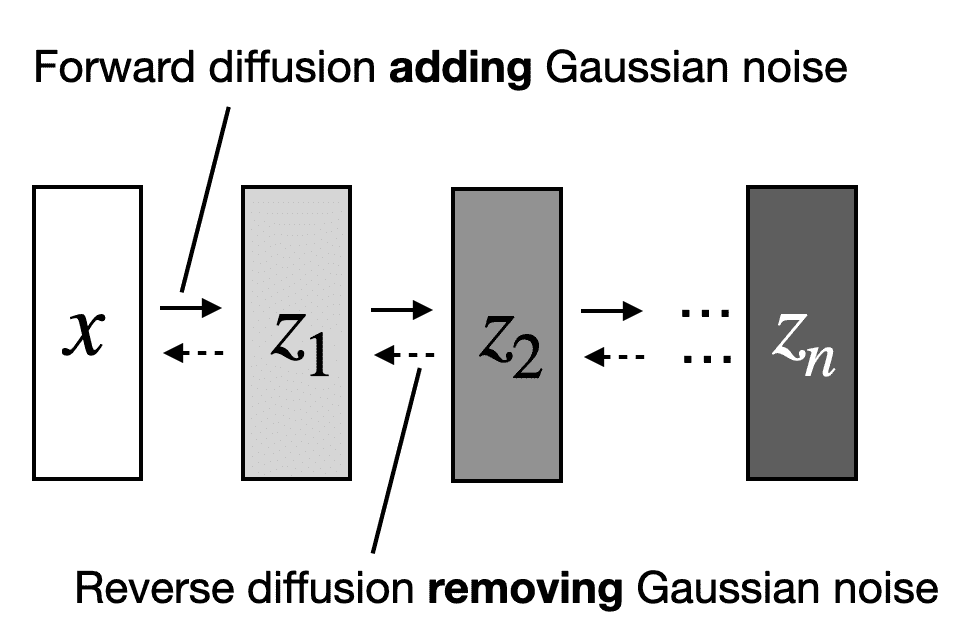 Forward diffusion adding Gaussian noise
x z₁ z₂ ... zₙ
...
Reverse diffusion removing Gaussian noise